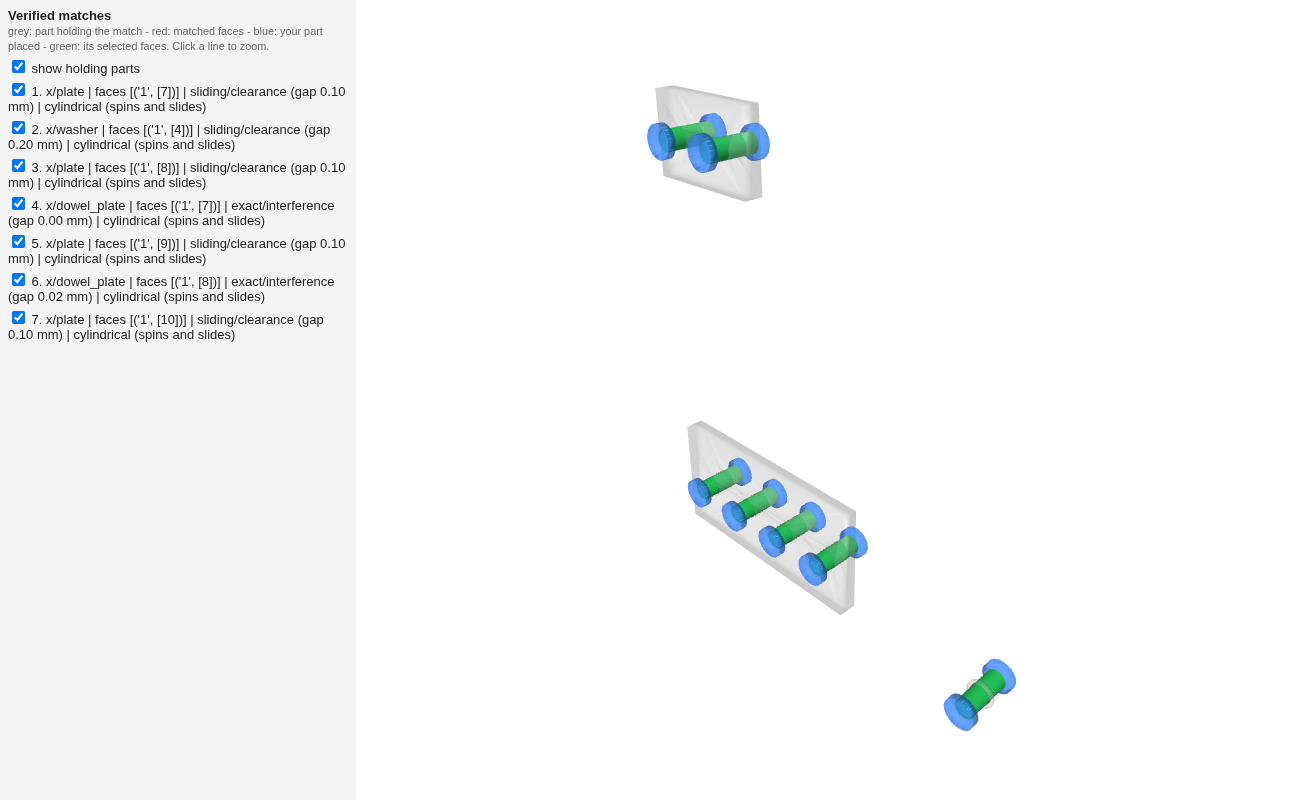 Verified matches
grey: part holding the match - red: matched faces - blue: your part
placed - green: its selected faces. Click a line to zoom.
show holding parts
1. x/plate | faces [('1', [7])] | sliding/clearance (gap 0.10
mm) | cylindrical (spins and slides)
2. x/washer | faces [('1', [4])] | sliding/clearance (gap
0.20 mm) | cylindrical (spins and slides)
3. x/plate | faces [('1', [8])] | sliding/clearance (gap 0.10
mm) | cylindrical (spins and slides)
4. x/dowel_plate | faces [('1', [7])] | exact/interference
(gap 0.00 mm) | cylindrical (spins and slides)
5. x/plate | faces [('1', [9])] | sliding/clearance (gap 0.10
mm) | cylindrical (spins and slides)
6. x/dowel_plate | faces [('1', [8])] | exact/interference
(gap 0.02 mm) | cylindrical (spins and slides)
7. x/plate | faces [('1', [10])] | sliding/clearance (gap
0.10 mm) | cylindrical (spins and slides)